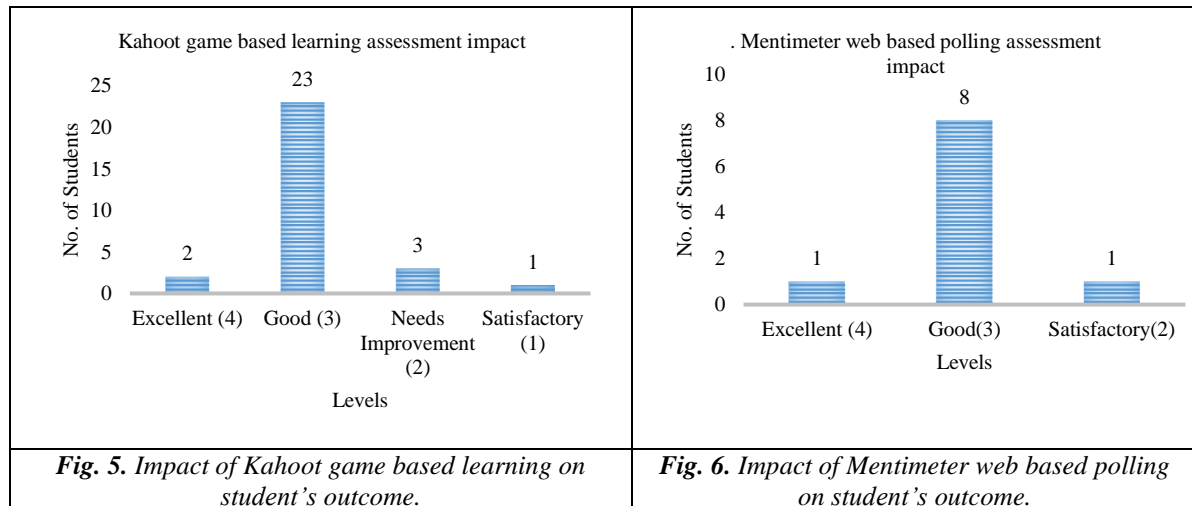 Kahoot game based learning assessment impact
No. of Students
25
20
15
10
5
0
2
23
3
1
Excellent (4)
Good (3)
Needs
Improvement
(2)
Satisfactory
(1)
Levels
. Mentimeter web based polling assessment
impact
No. of Students
10
8
6
4
2
0
1
8
1
Excellent (4)
Good(3)
Satisfactory(2)
Levels
Fig. 5. Impact of Kahoot game based learning on
student’s outcome.
Fig. 6. Impact of Mentimeter web based polling
on student’s outcome.